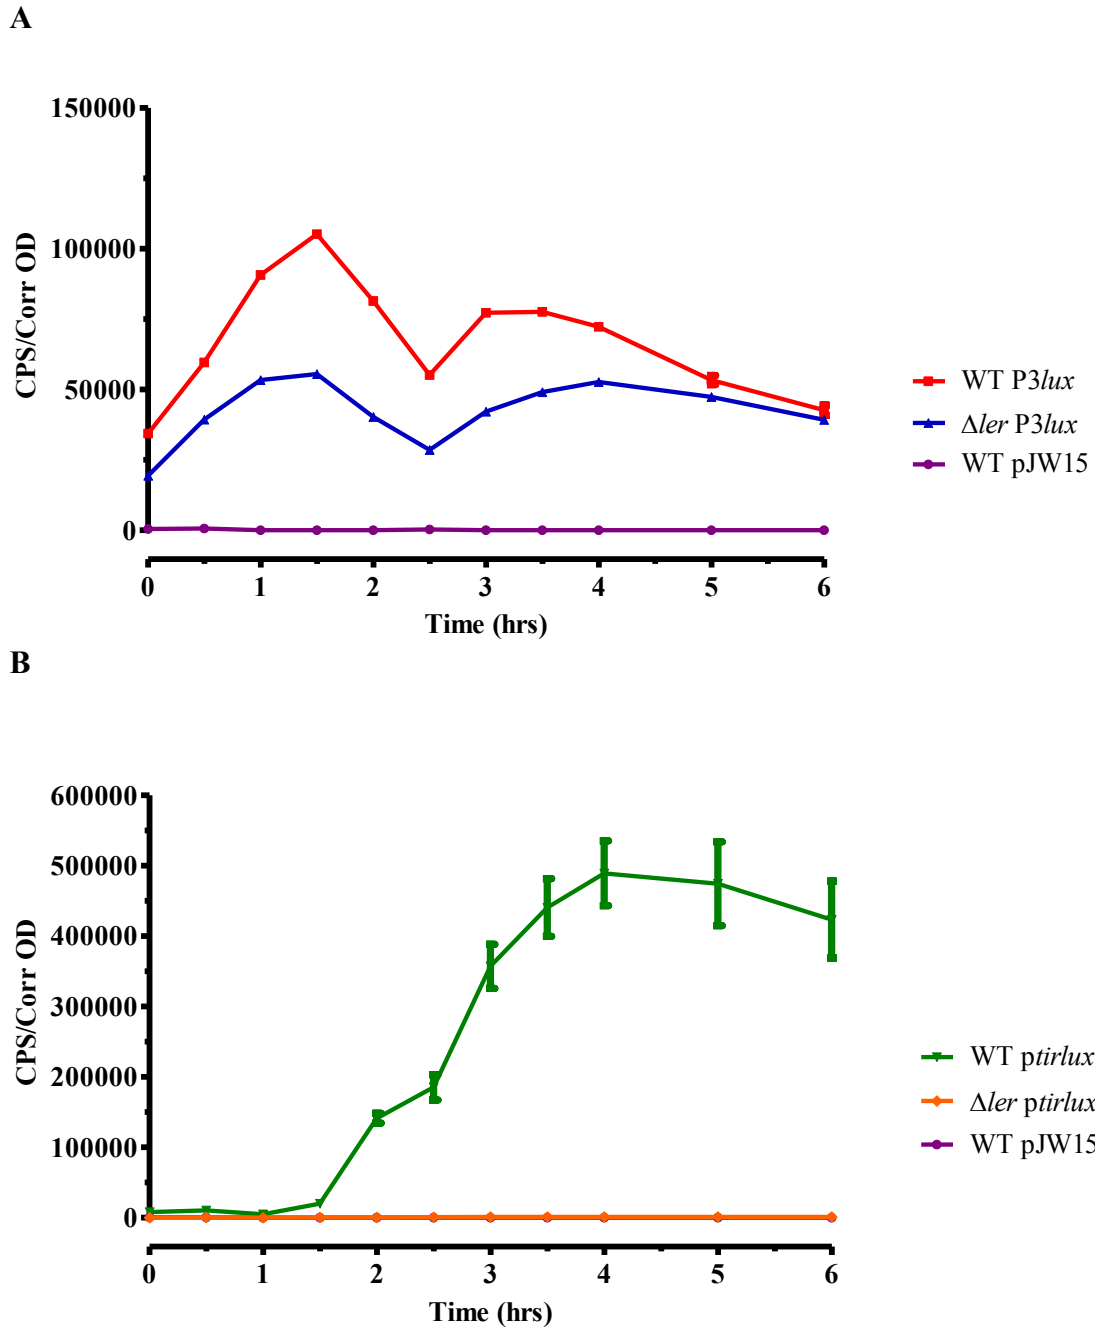 A
150000
100000
50000
0
CPS/Corr OD
0 1 2 3 4 5 6
Time (hrs)
WT P3lux
Δler P3lux
WT pJW15
B
600000
500000
400000
300000
200000
100000
0
CPS/Corr OD
0 1 2 3 4 5 6
Time (hrs)
WT ptirlux
Δler ptirlux
WT pJW15